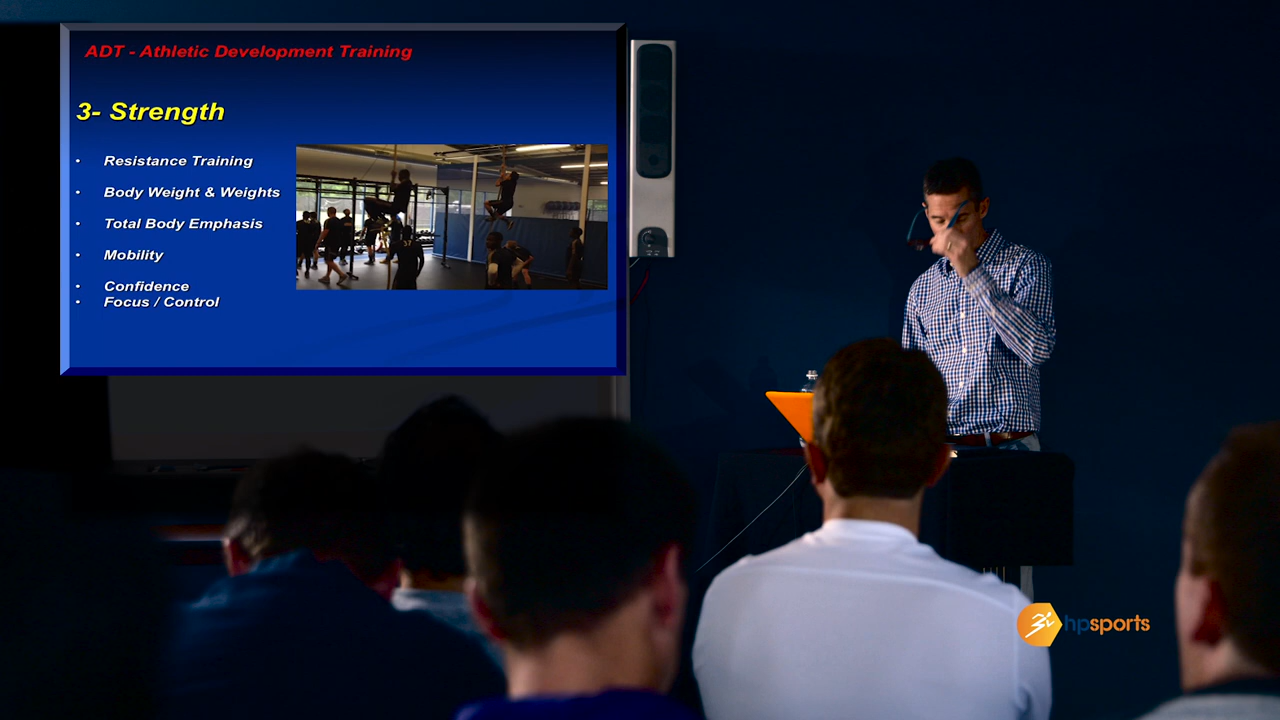 ADT - Athletic Development Training
3- Strength
• Resistance Training
• Body Weight & Weights
• Total Body Emphasis
• Mobility
• Confidence
• Focus / Control
hpsports